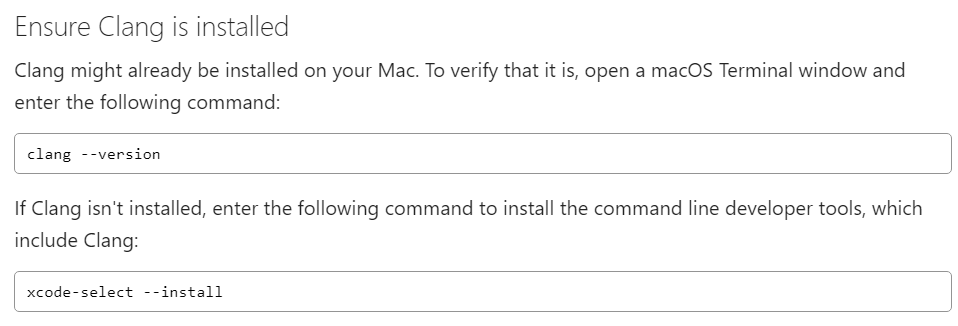 Ensure Clang is installed
Clang might already be installed on your Mac. To verify that it is, open a macOS Terminal window and
enter the following command:
clang --version
If Clang isn't installed, enter the following command to install the command line developer tools, which
include Clang:
xcode-select --install